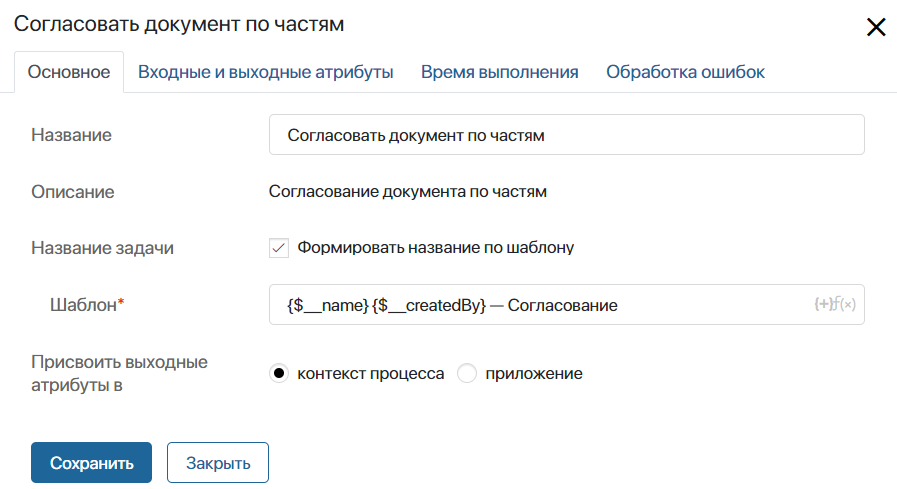 Согласовать документ по частям
Основное Входные и выходные атрибуты Время выполнения Обработка ошибок
Название Согласовать документ по частям
Описание Согласование документа по частям
Название задачи Формировать название по шаблону
Шаблон* {$__name} {$__createdBy} — Согласование {+}f(×)
Присвоить выходные
атрибуты в контекст процесса приложение
Сохранить Закрыть